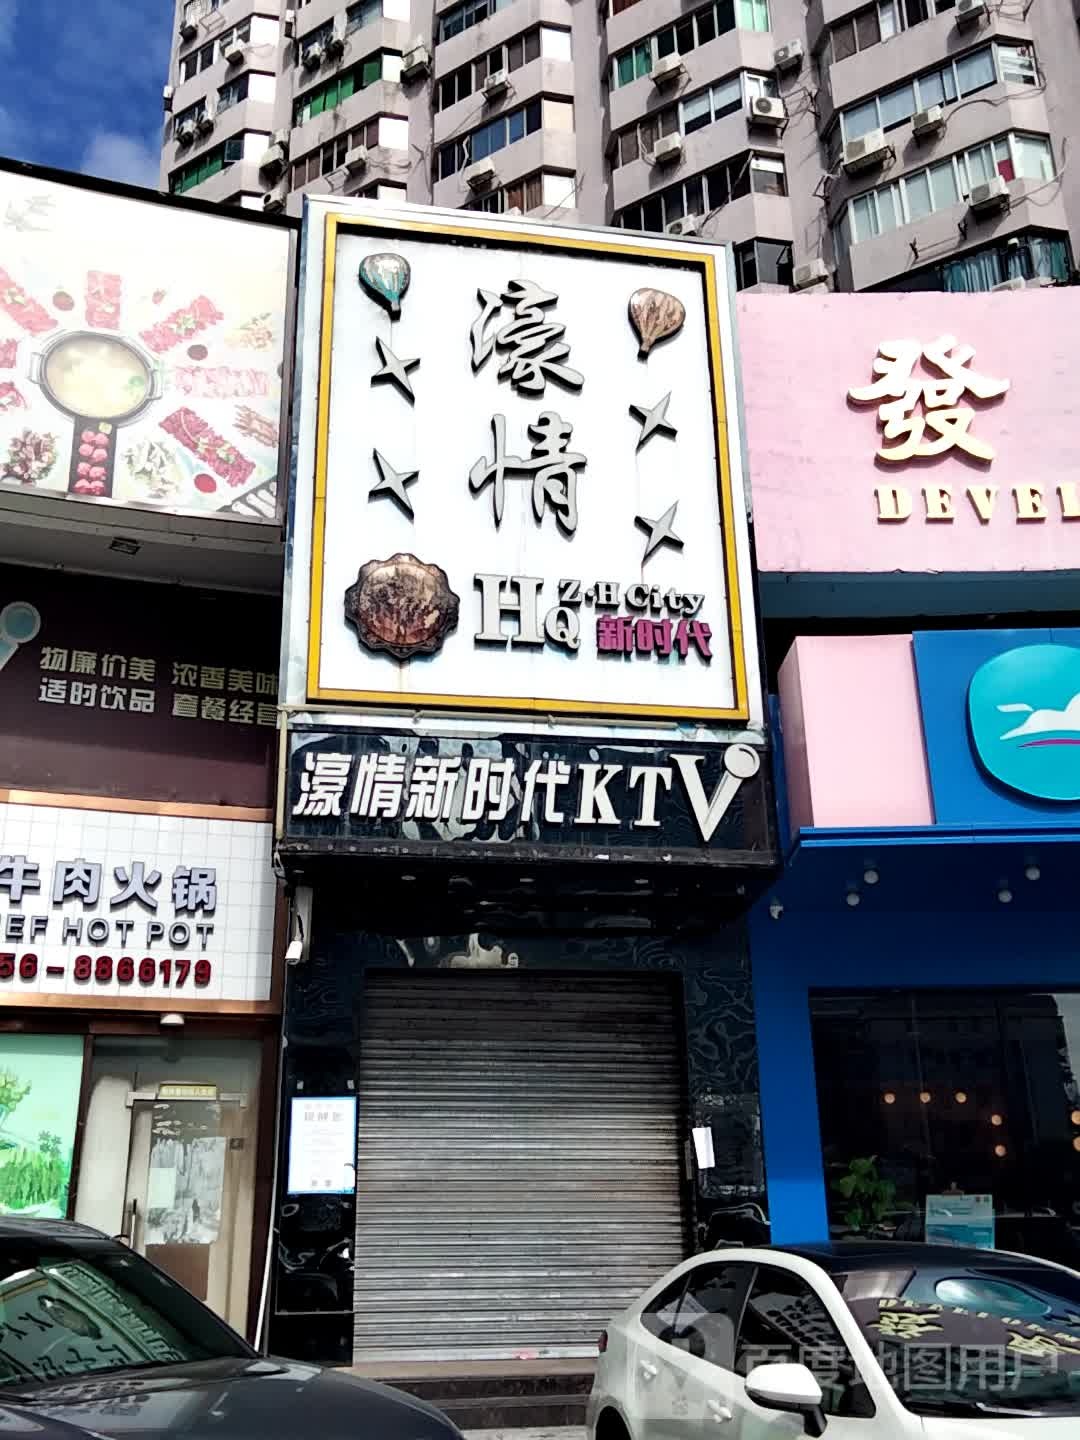 濠情
HQ Z·H City
新时代
濠情新时代KTV
發
DEVEL
物廉价美 浓香美味
适时饮品 套餐经营
牛肉火锅
EF HOT POT
56-8866179
百度地图用户